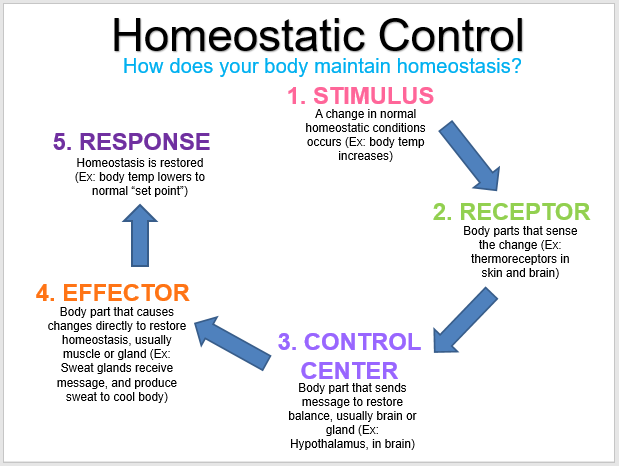 Homeostatic Control
How does your body maintain homeostasis?
1. STIMULUS
A change in normal
homeostatic conditions
occurs (Ex: body temp
increases)
2. RECEPTOR
Body parts that sense
the change (Ex:
thermoreceptors in
skin and brain)
3. CONTROL
CENTER
Body part that sends
message to restore
balance, usually brain or
gland (Ex:
Hypothalamus, in brain)
4. EFFECTOR
Body part that causes
changes directly to restore
homeostasis, usually
muscle or gland (Ex:
Sweat glands receive
message, and produce
sweat to cool body)
5. RESPONSE
Homeostasis is restored
(Ex: body temp lowers to
normal “set point”)